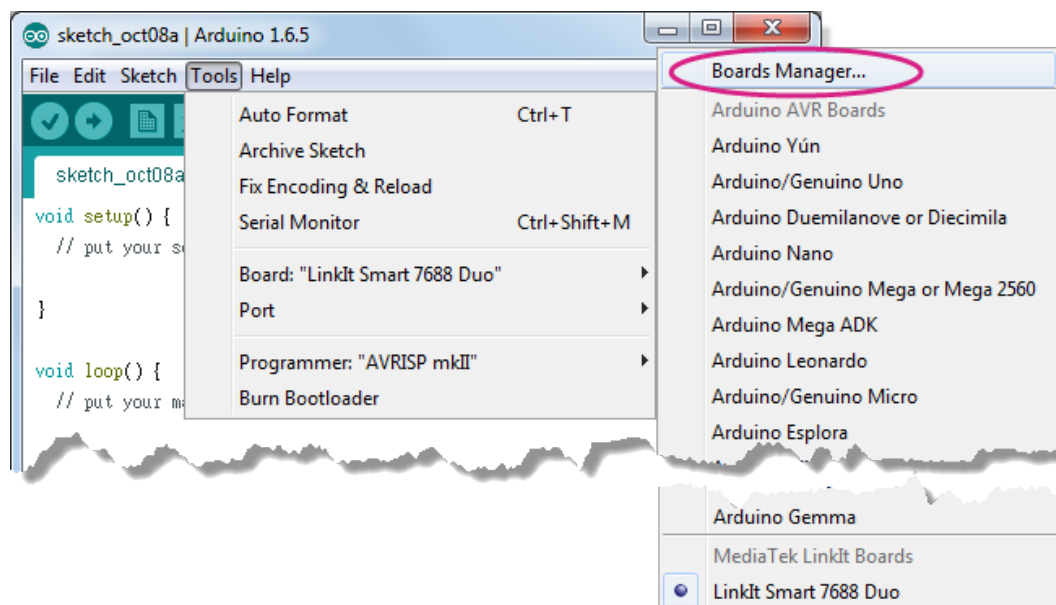 sketch_oct08a | Arduino 1.6.5
File Edit Sketch Tools Help
Auto Format Ctrl+T
Archive Sketch
Fix Encoding & Reload
Serial Monitor Ctrl+Shift+M
Board: "LinkIt Smart 7688 Duo"
Port
Programmer: "AVRISP mkII"
Burn Bootloader
sketch_oct08a
void setup() {
// put your
}
void loop() {
// put your
Boards Manager...
Arduino AVR Boards
Arduino Yún
Arduino/Genuino Uno
Arduino Duemilanove or Diecimila
Arduino Nano
Arduino/Genuino Mega or Mega 2560
Arduino Mega ADK
Arduino Leonardo
Arduino/Genuino Micro
Arduino Esplora
Arduino Gemma
MediaTek LinkIt Boards
LinkIt Smart 7688 Duo